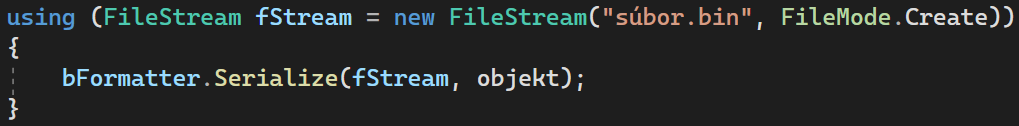 using (FileStream fStream = new FileStream("súbor.bin", FileMode.Create))
{
    bFormatter.Serialize(fStream, objekt);
}